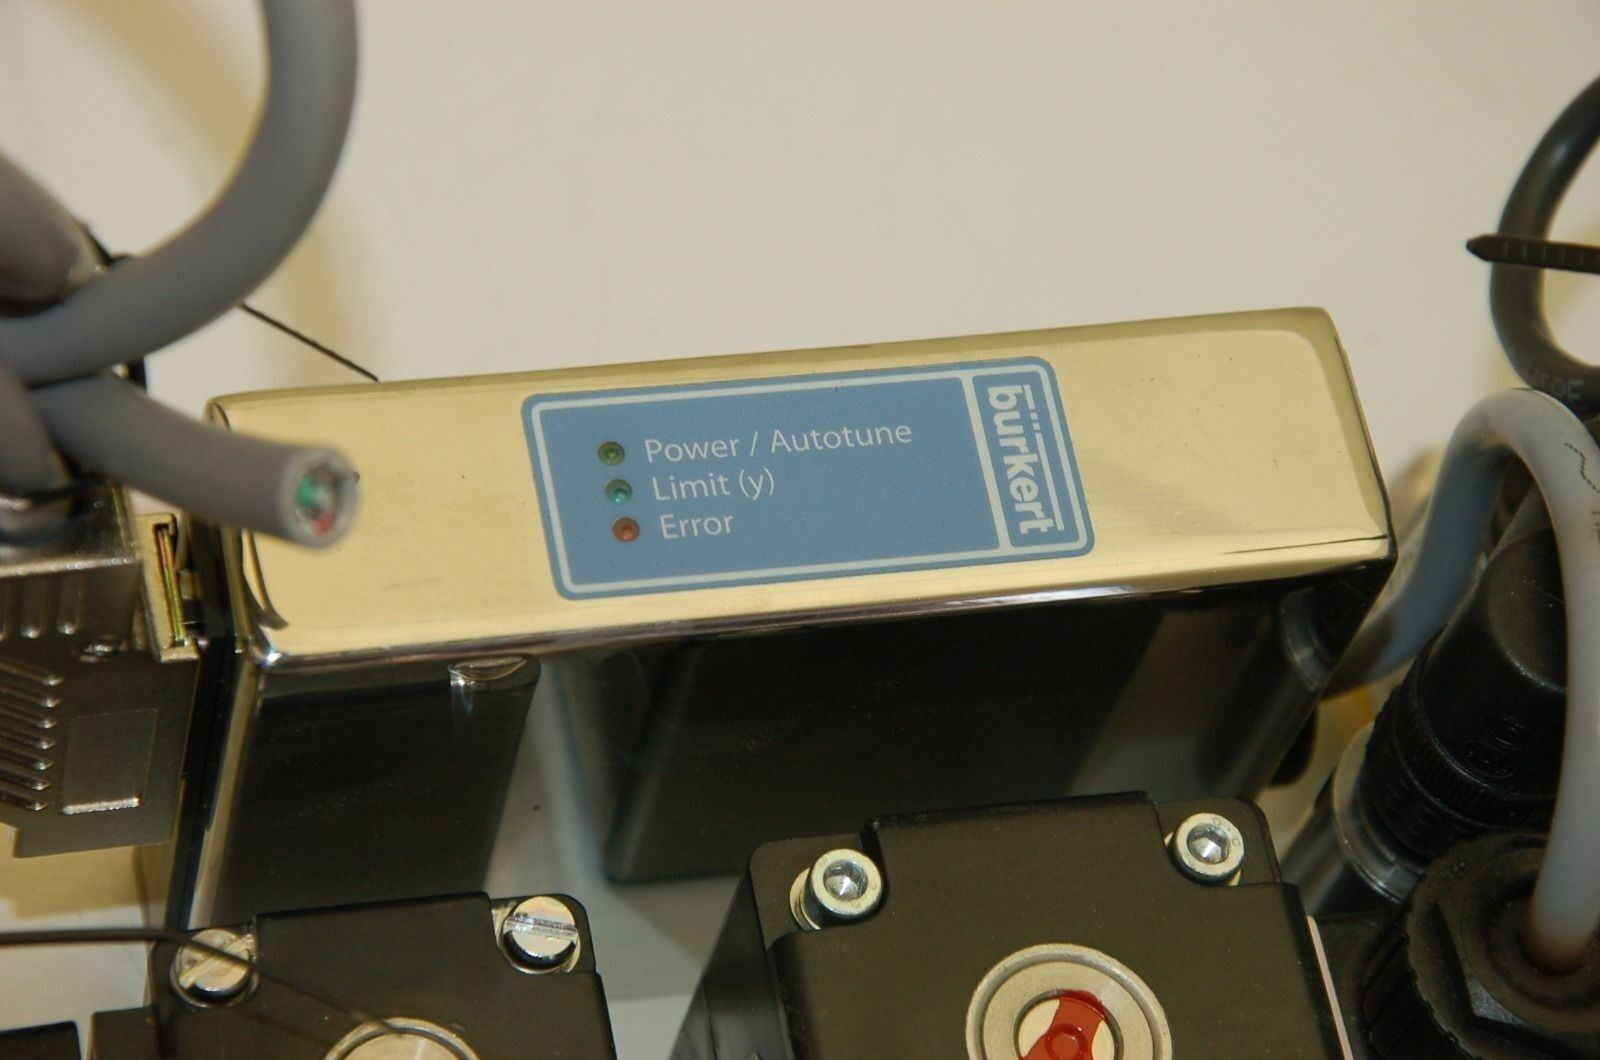 Power / Autotune
Limit (y)
Error
bürkert